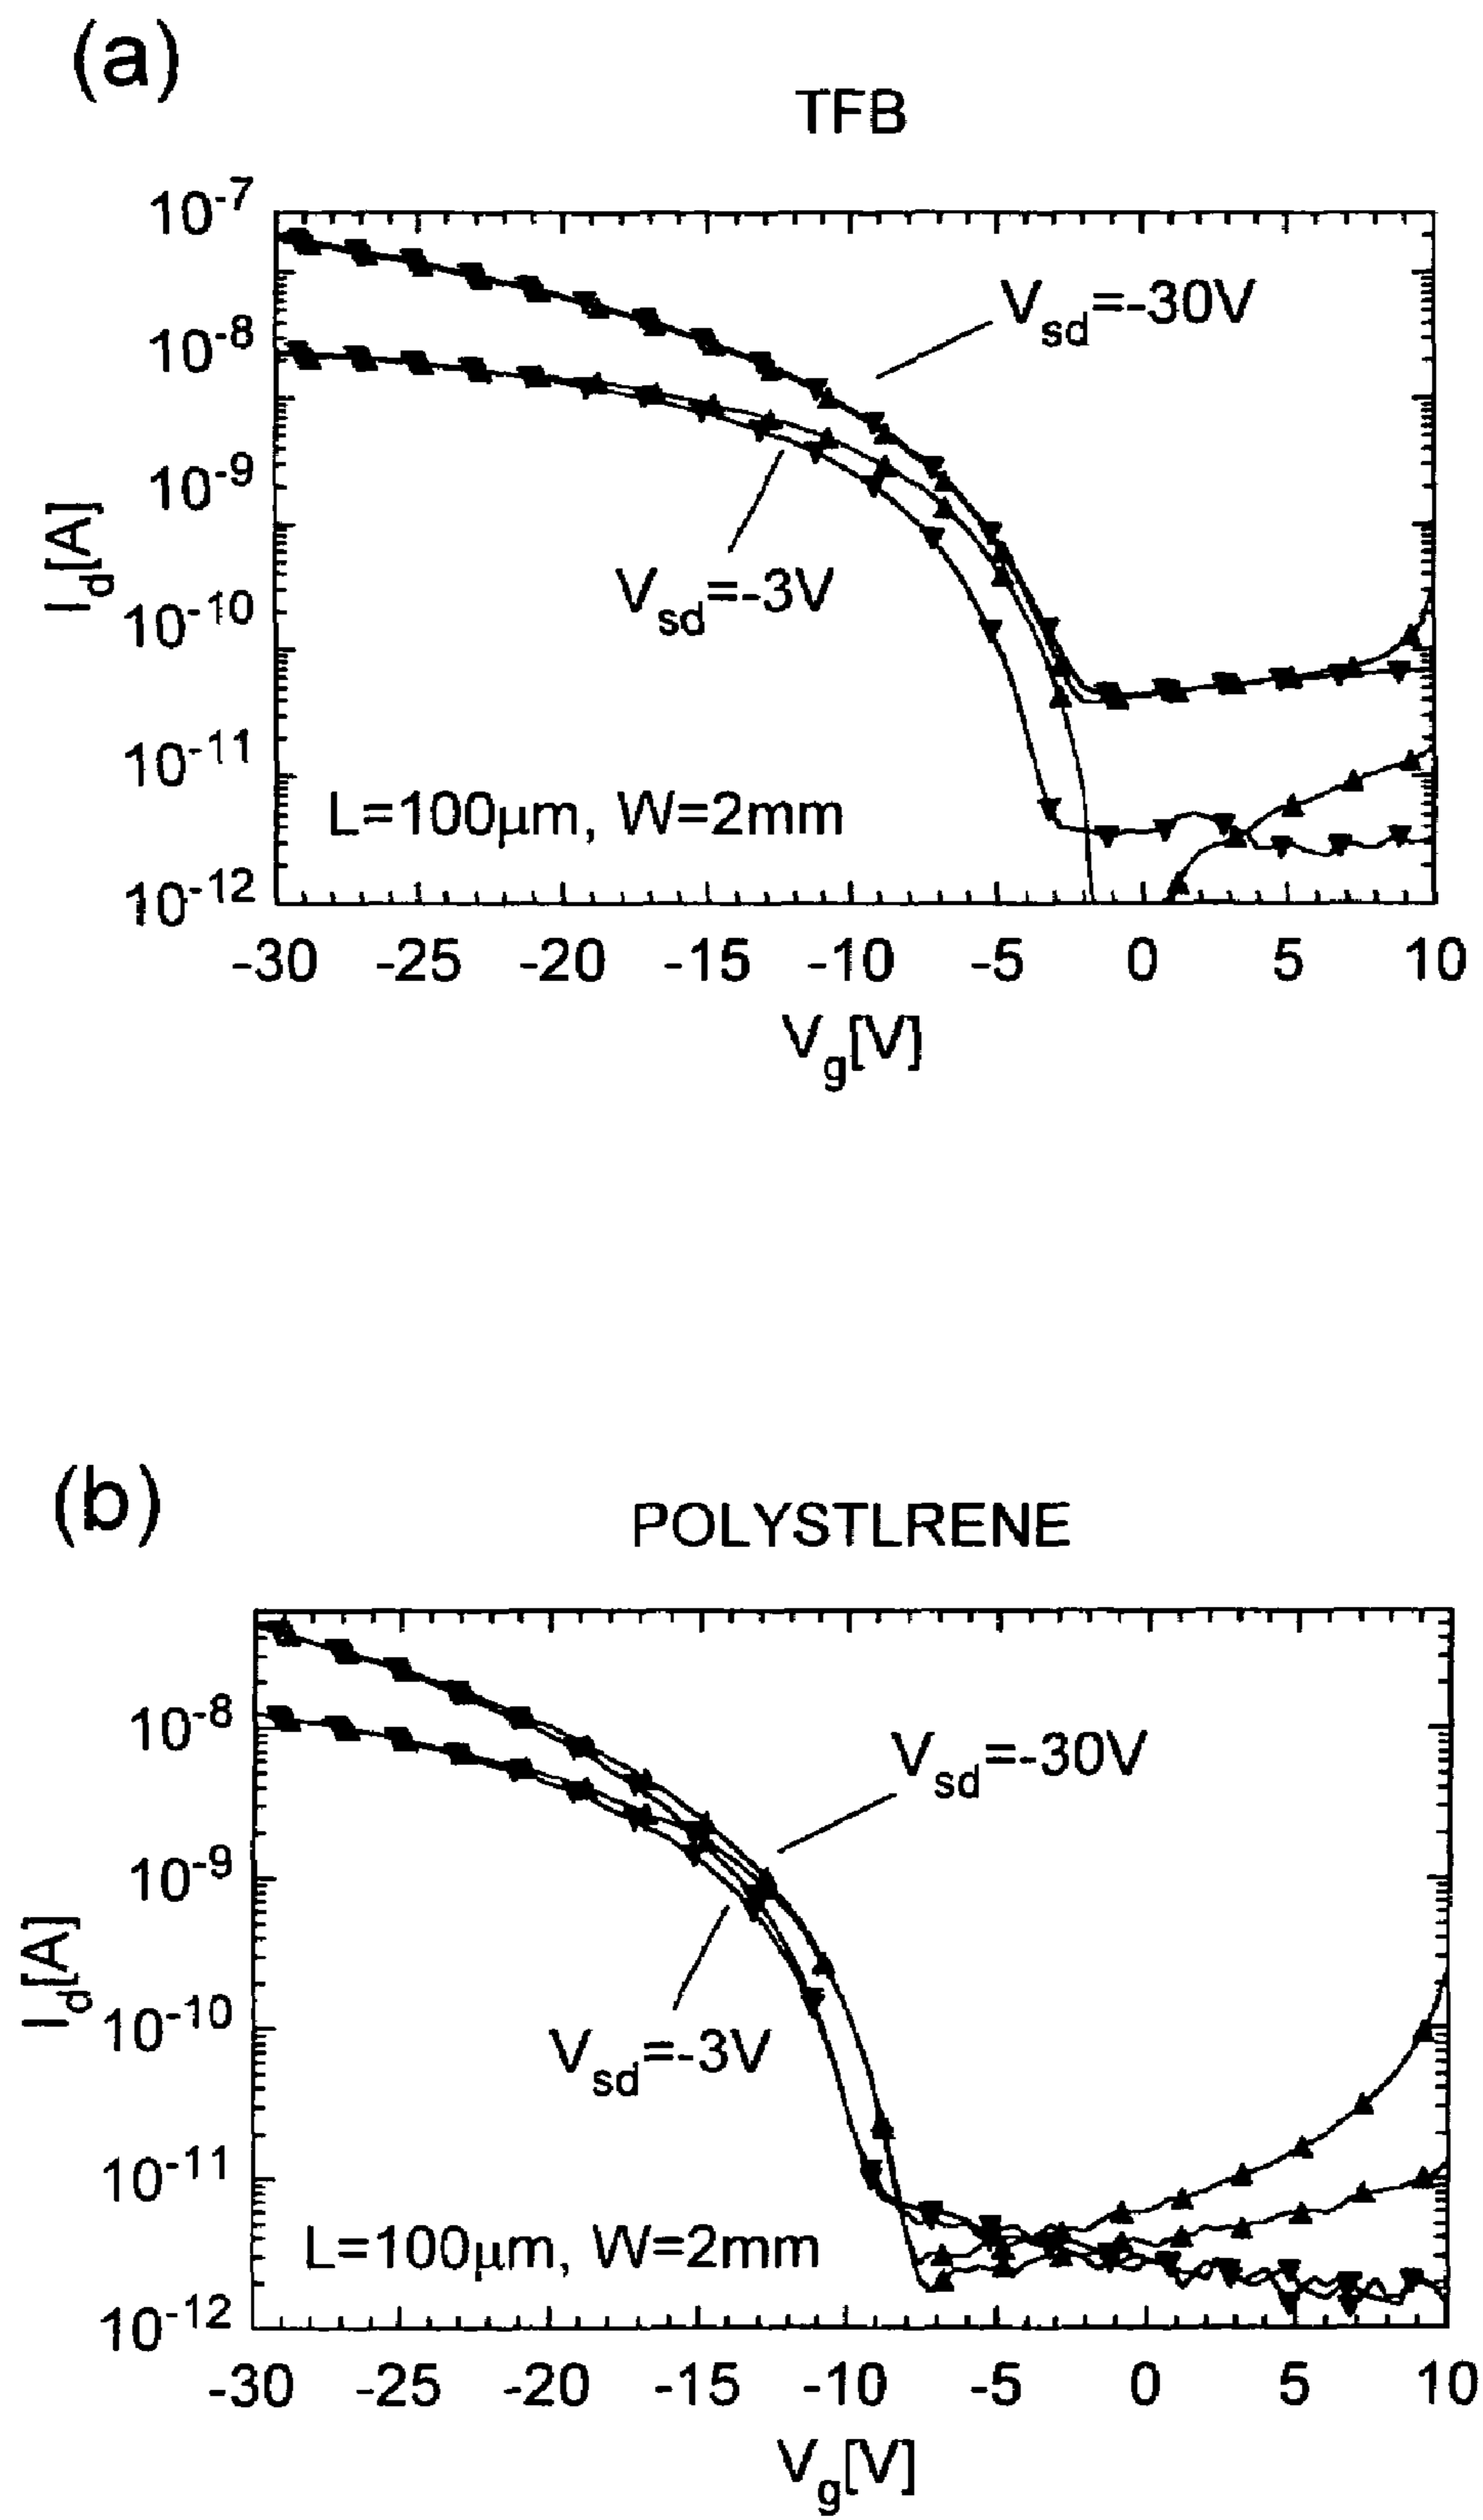 (a)
TFB
10-7
10-8
10-9
10-10
10-11
10-12
Id[A]
Vsd=-30V
Vsd=-3V
L=100μm, W=2mm
-30 -25 -20 -15 -10 -5 0 5 10
Vg[V]
(b)
POLYSTLRENE
10-8
10-9
10-10
10-11
10-12
Id[A]
Vsd=-30V
Vsd=-3V
L=100μm, W=2mm
-30 -25 -20 -15 -10 -5 0 5 10
Vg[V]